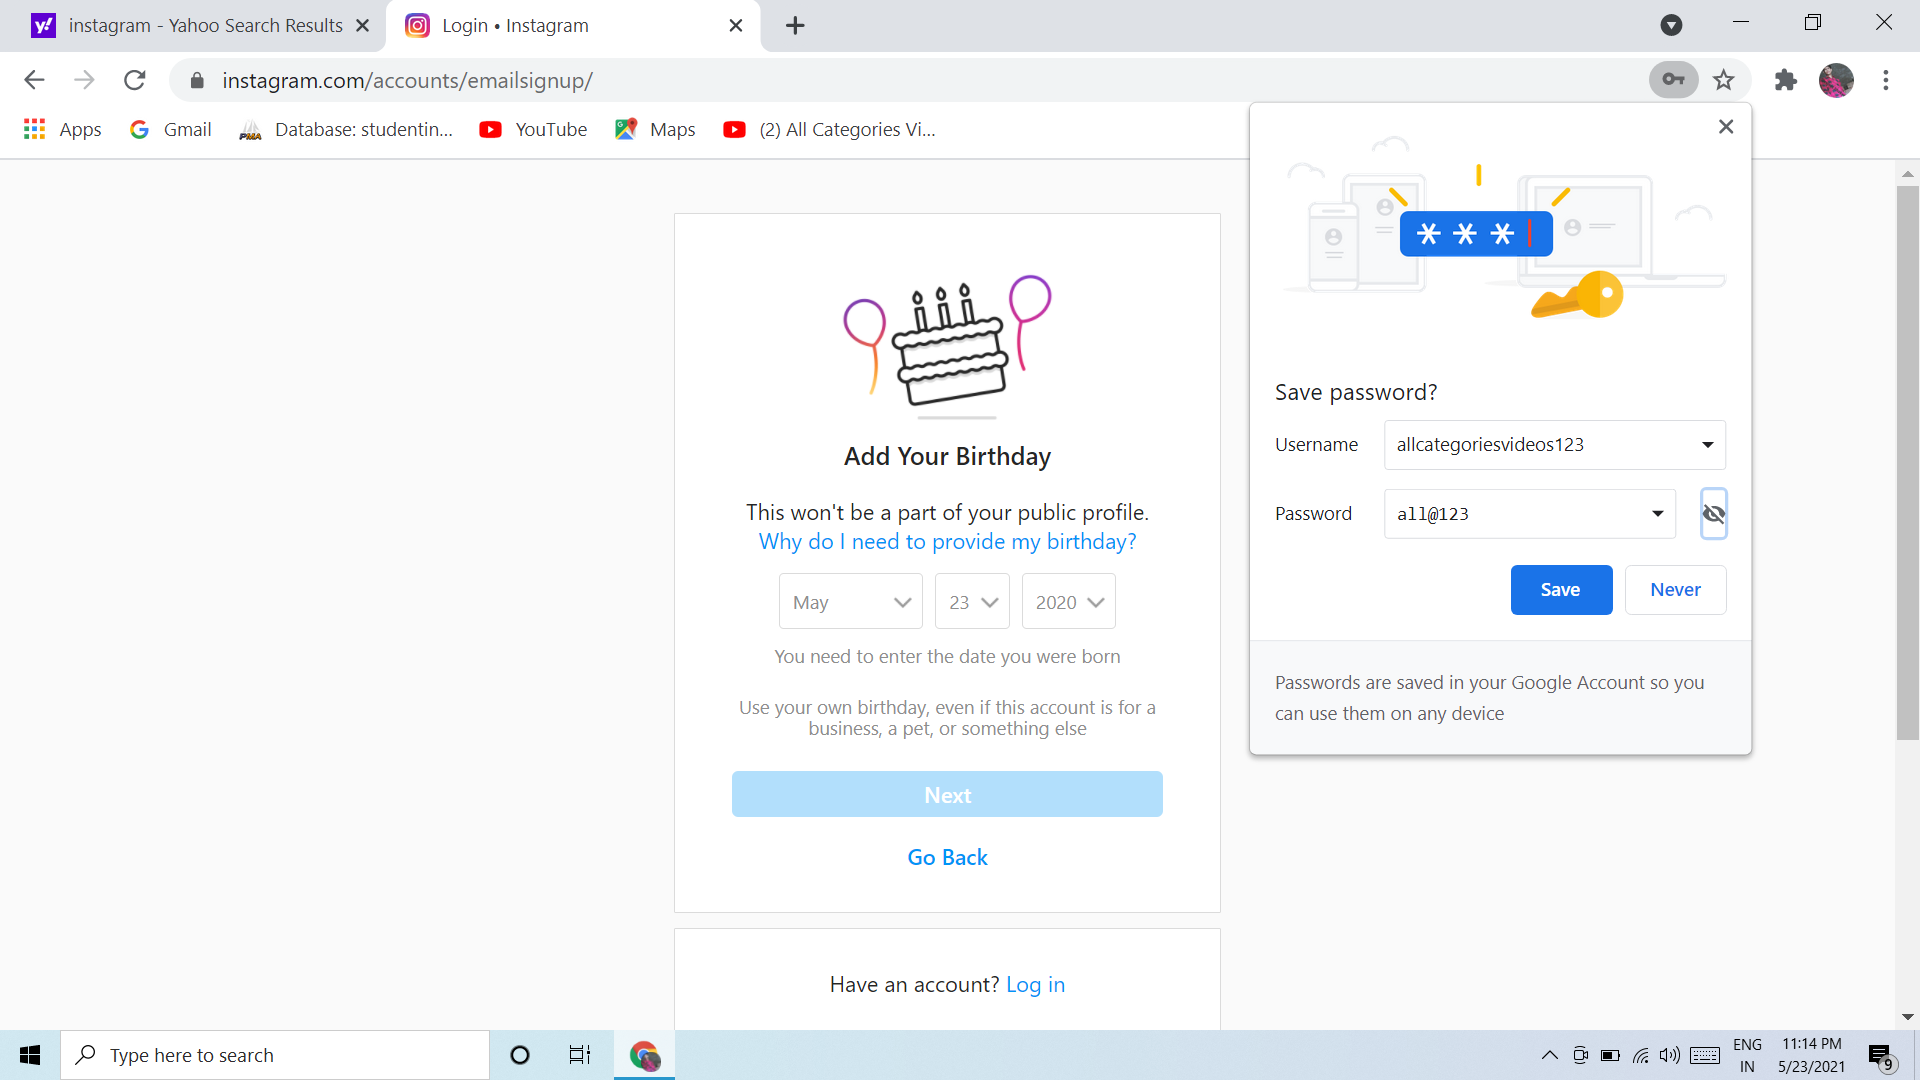 instagram - Yahoo Search Results
Login • Instagram
instagram.com/accounts/emailsignup/
Apps
Gmail
PMA
Database: studentin...
YouTube
Maps
(2) All Categories Vi...
Add Your Birthday
This won't be a part of your public profile.
Why do I need to provide my birthday?
May
23
2020
You need to enter the date you were born
Use your own birthday, even if this account is for a
business, a pet, or something else
Next
Go Back
Have an account? Log in
***
Save password?
Username
allcategoriesvideos123
Password
all@123
Save
Never
Passwords are saved in your Google Account so you
can use them on any device
Type here to search
ENG
IN
11:14 PM
5/23/2021
9